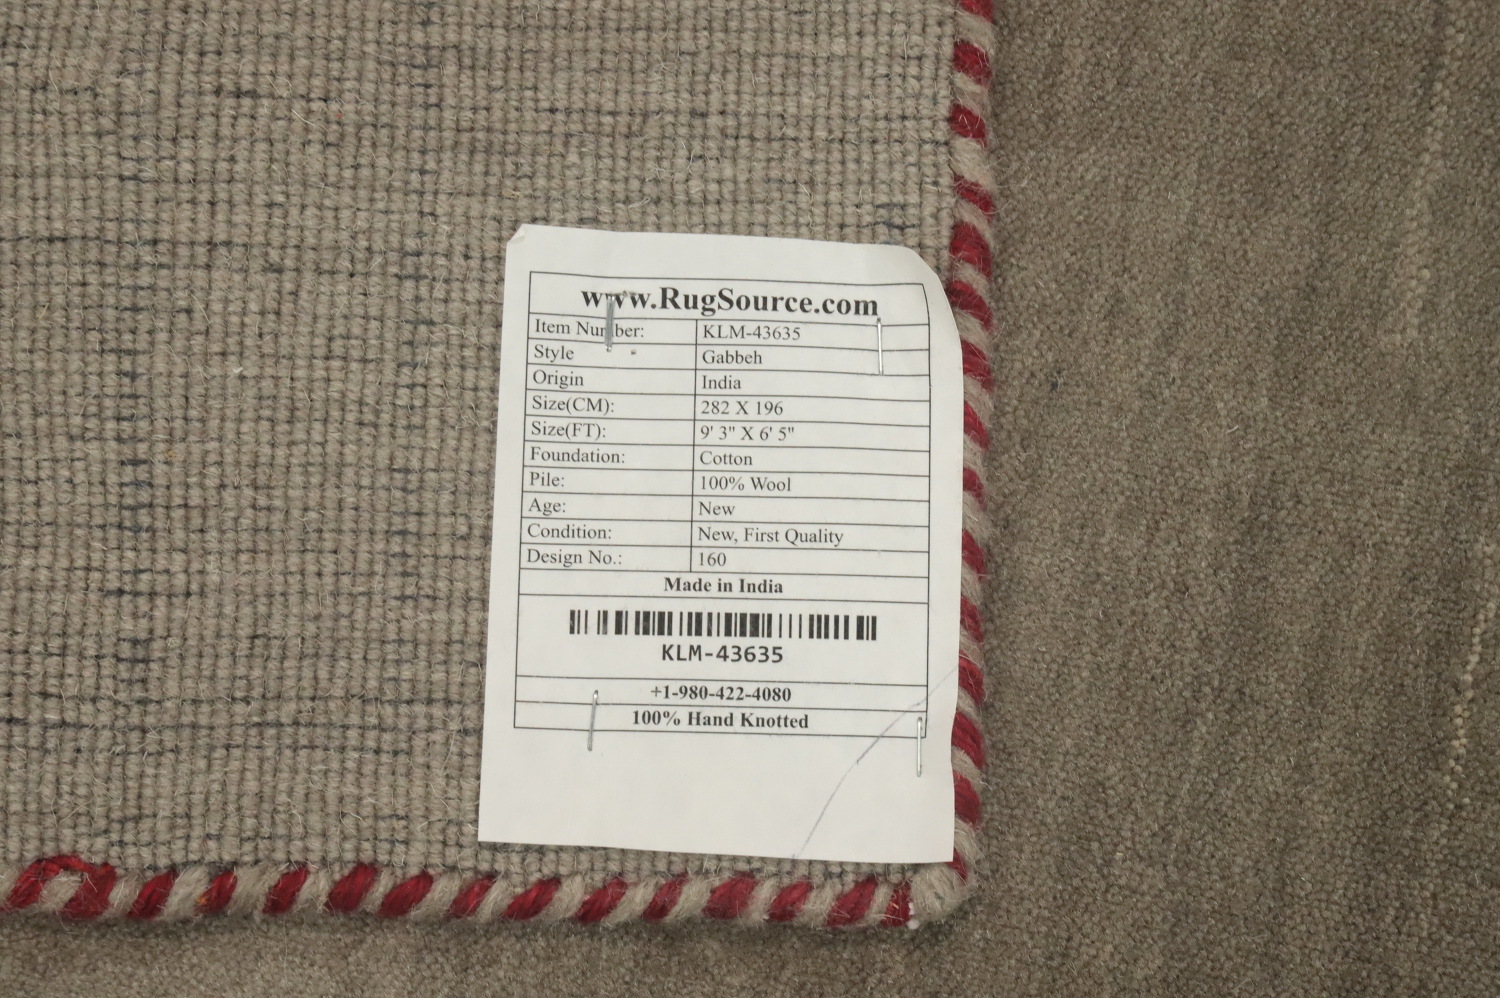 www.RugSource.com
Item Number: KLM-43635
Style Gabbeh
Origin India
Size(CM): 282 X 196
Size(FT): 9' 3" X 6' 5"
Foundation: Cotton
Pile: 100% Wool
Age: New
Condition: New, First Quality
Design No.: 160
Made in India
KLM-43635
+1-980-422-4080
100% Hand Knotted